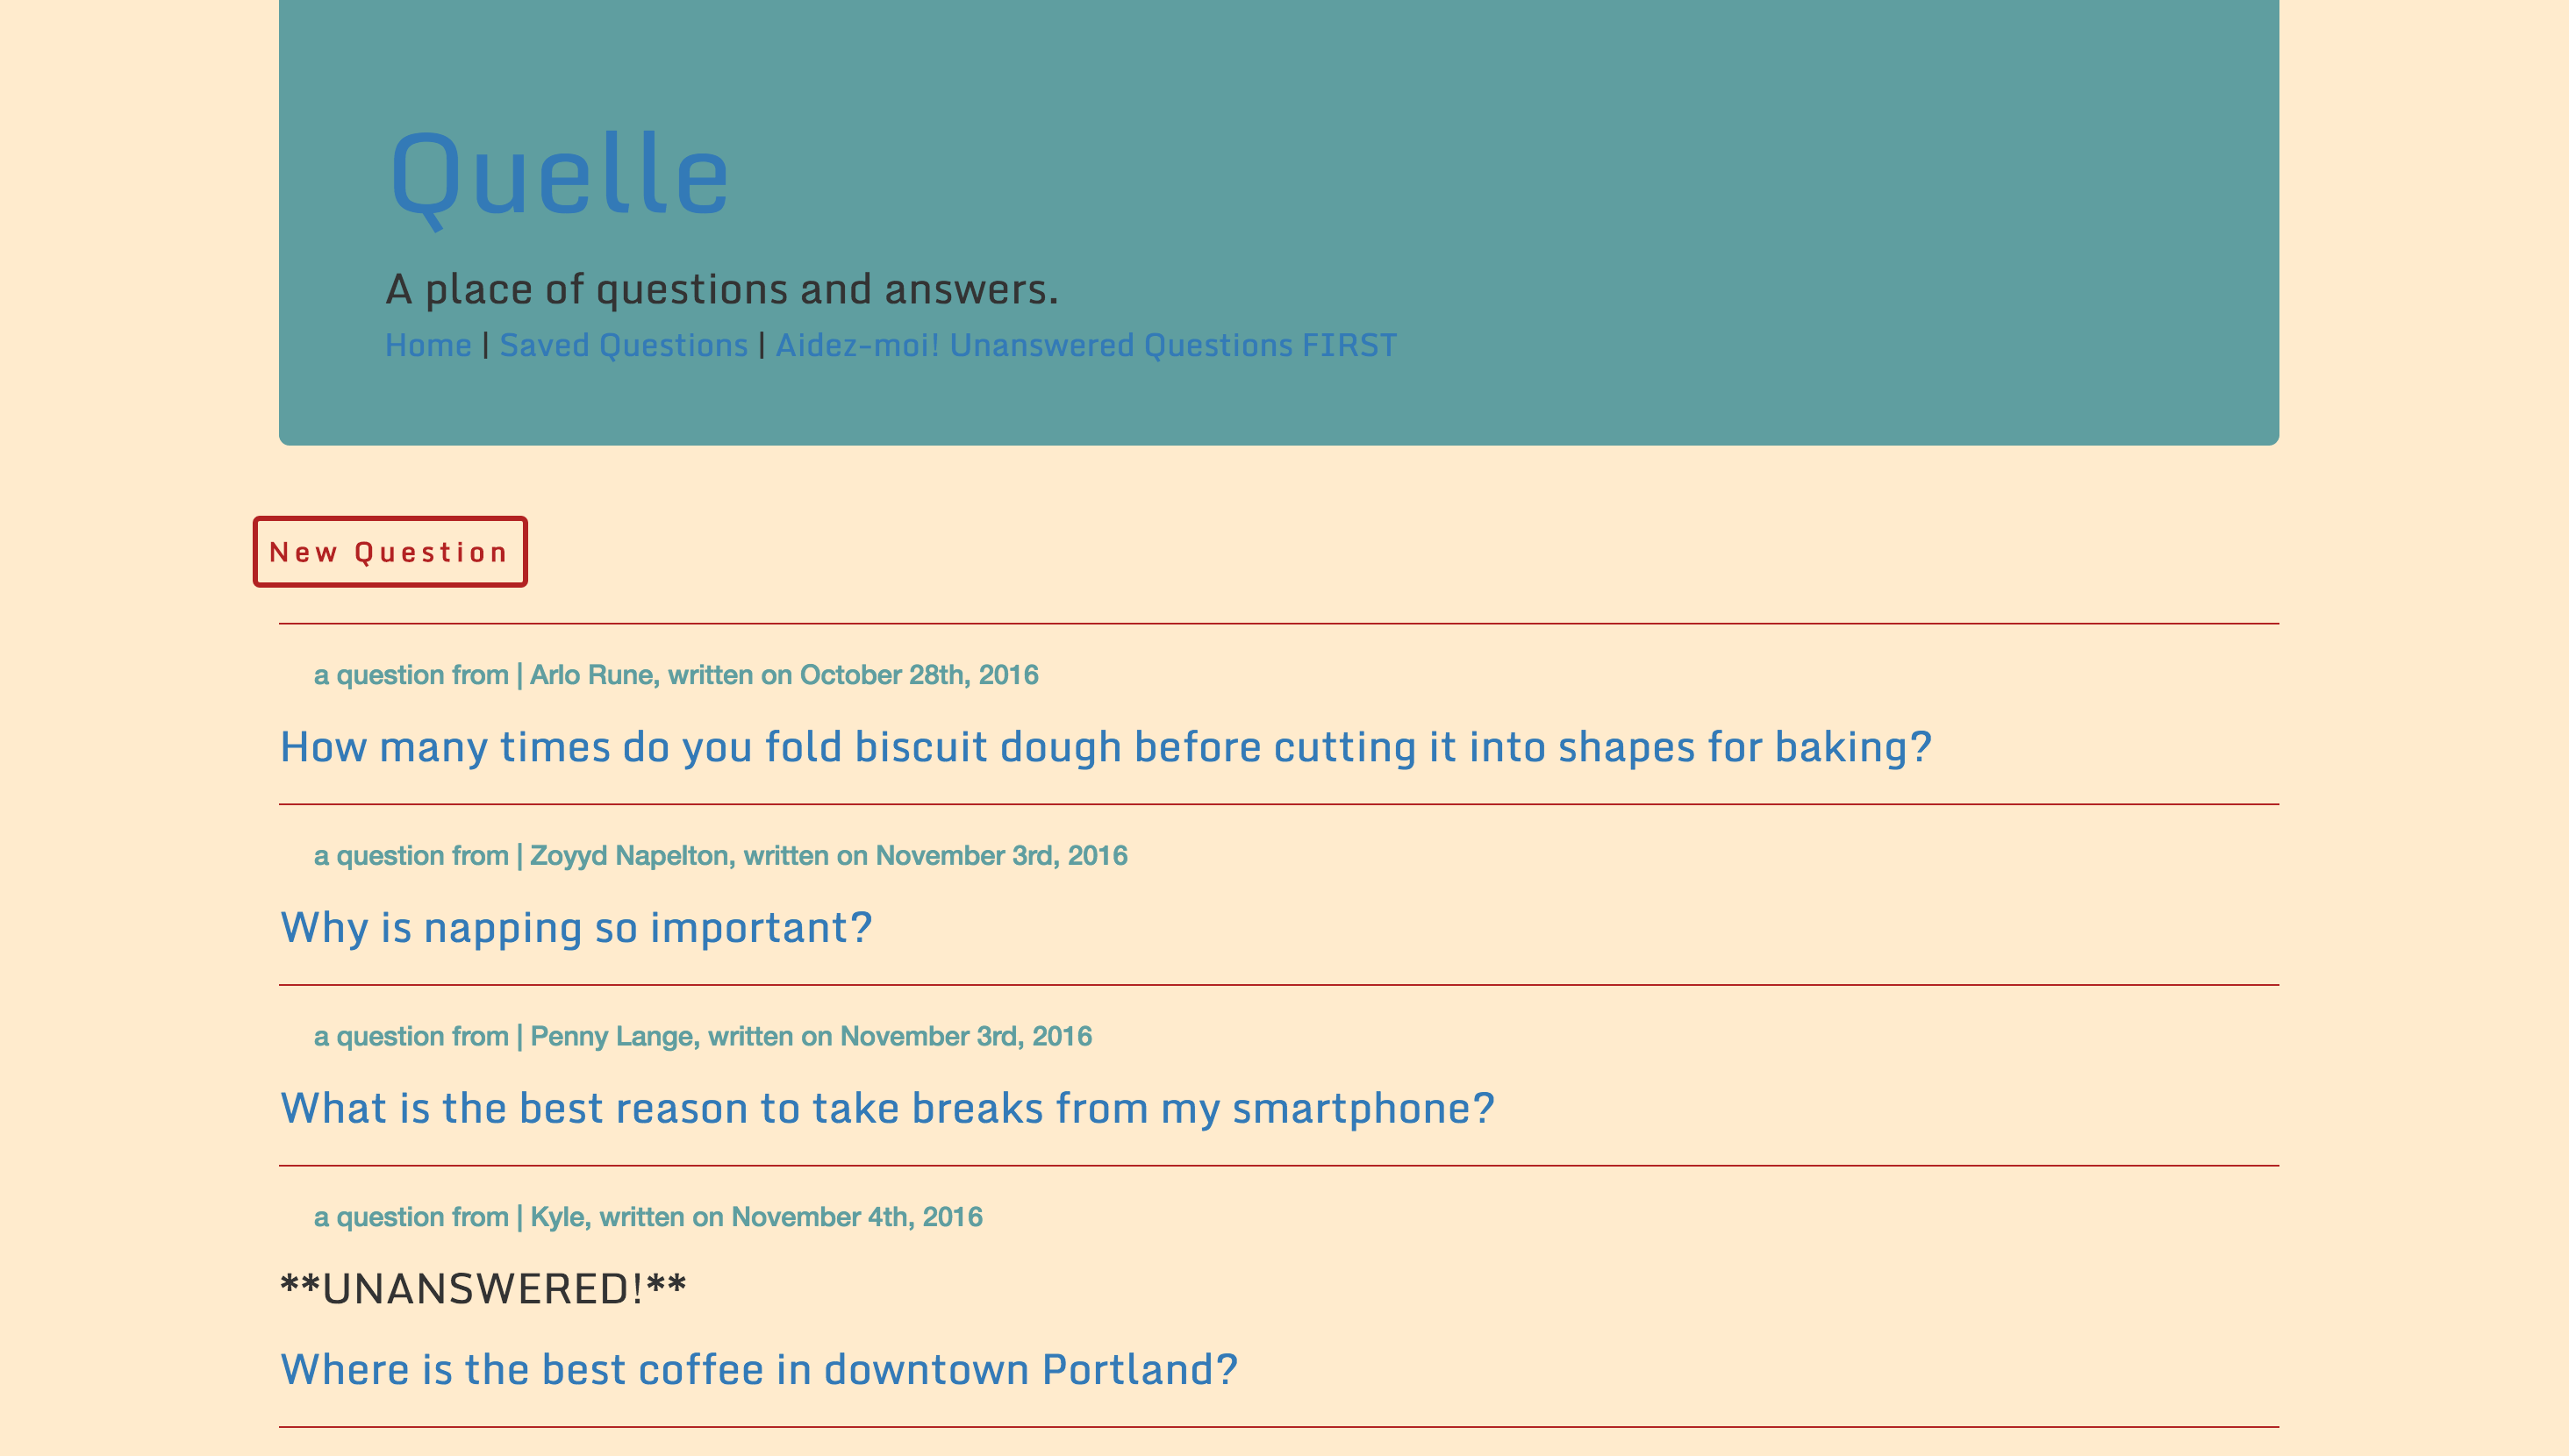 Quelle
A place of questions and answers.
Home | Saved Questions | Aidez-moi! Unanswered Questions FIRST
New Question
a question from | Arlo Rune, written on October 28th, 2016
How many times do you fold biscuit dough before cutting it into shapes for baking?
a question from | Zoyyd Napelton, written on November 3rd, 2016
Why is napping so important?
a question from | Penny Lange, written on November 3rd, 2016
What is the best reason to take breaks from my smartphone?
a question from | Kyle, written on November 4th, 2016
**UNANSWERED!**
Where is the best coffee in downtown Portland?